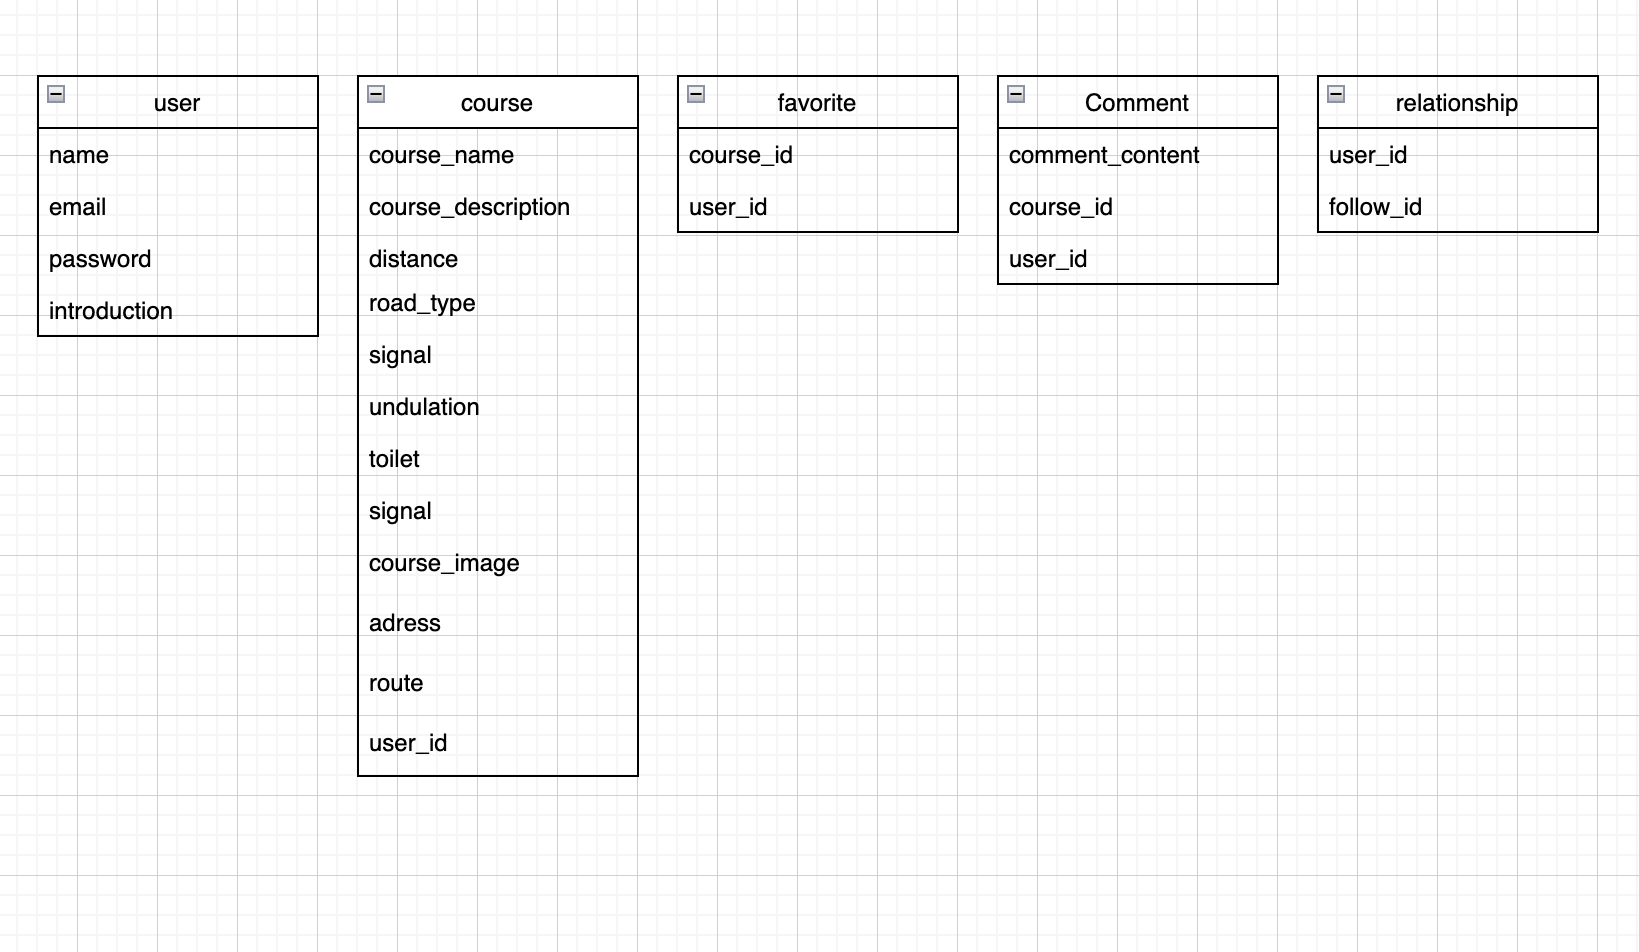 user
name
email
password
introduction
course
course_name
course_description
distance
road_type
signal
undulation
toilet
signal
course_image
adress
route
user_id
favorite
course_id
user_id
Comment
comment_content
course_id
user_id
relationship
user_id
follow_id